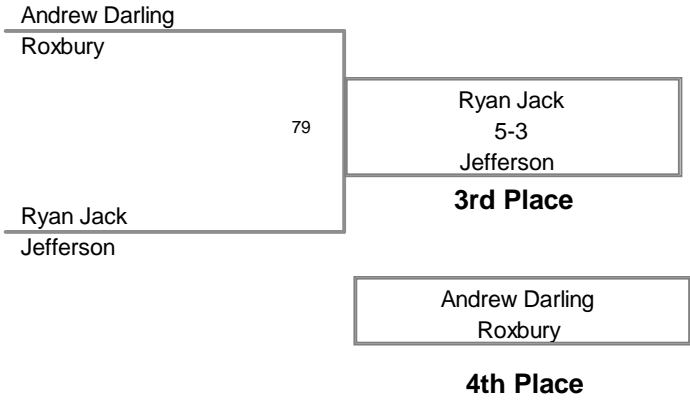 Andrew Darling
Roxbury
79
Ryan Jack
5-3
Jefferson
3rd Place
Ryan Jack
Jefferson
Andrew Darling
Roxbury
4th Place